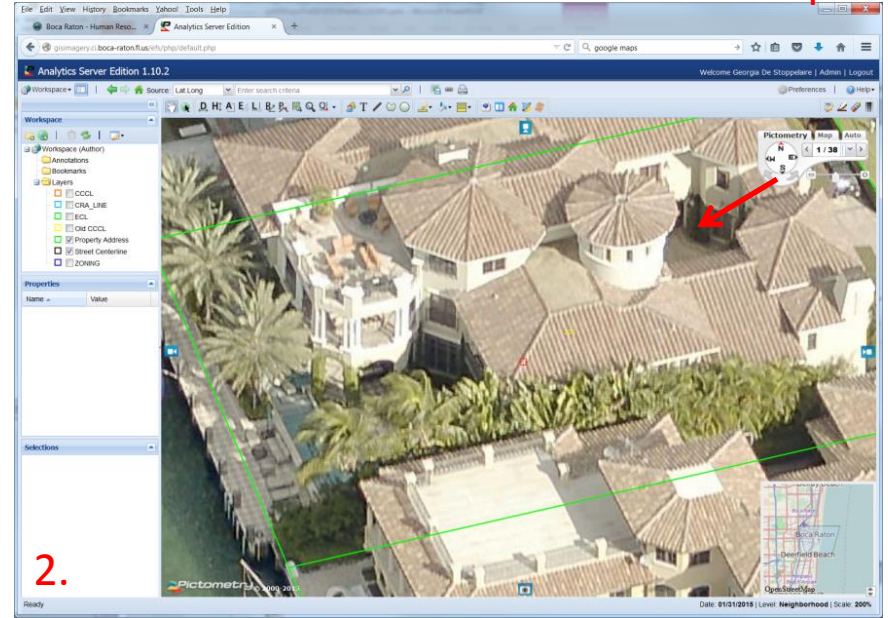 File Edit View History Bookmarks Yahoo! Tools Help
Boca Raton - Human Reso... × Analytics Server Edition × +
gisimagery.ci.boca-raton.fl.us/efs/php/default.php google maps
Analytics Server Edition 1.10.2 Welcome Georgia De Stoppelaire | Admin | Logout
Workspace Source: Lat.Long Enter search criteria Preferences | Help
Workspace
Pictometry Map Auto
Workspace (Author) N 1 / 38
Annotations W E
Bookmarks S
Layers
CCCL
CRA_LINE
ECL
Old CCCL
Property Address
Street Centerline
ZONING
Properties
Name Value
Selections
Boca Raton
Deerfield Beach
2.
Pictometry
OpenStreetMap
Ready Date: 01/31/2015 | Level: Neighborhood | Scale: 200%